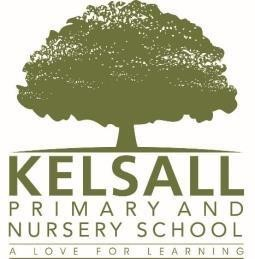 KELSALL
PRIMARY AND
NURSERY SCHOOL
A LOVE FOR LEARNING